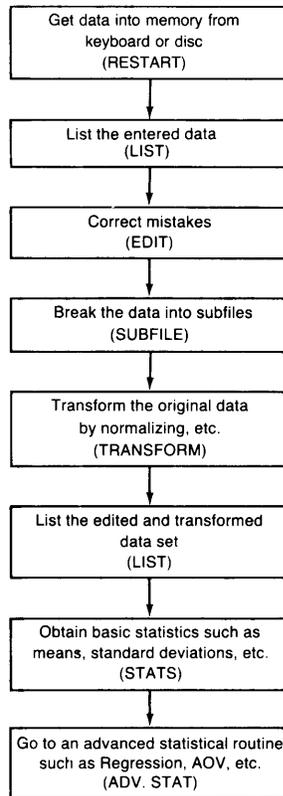 Get data into memory from
keyboard or disc
(RESTART)
List the entered data
(LIST)
Correct mistakes
(EDIT)
Break the data into subfiles
(SUBFILE)
Transform the original data
by normalizing, etc.
(TRANSFORM)
List the edited and transformed
data set
(LIST)
Obtain basic statistics such as
means, standard deviations, etc.
(STATS)
Go to an advanced statistical routine
such as Regression, AOV, etc.
(ADV. STAT)